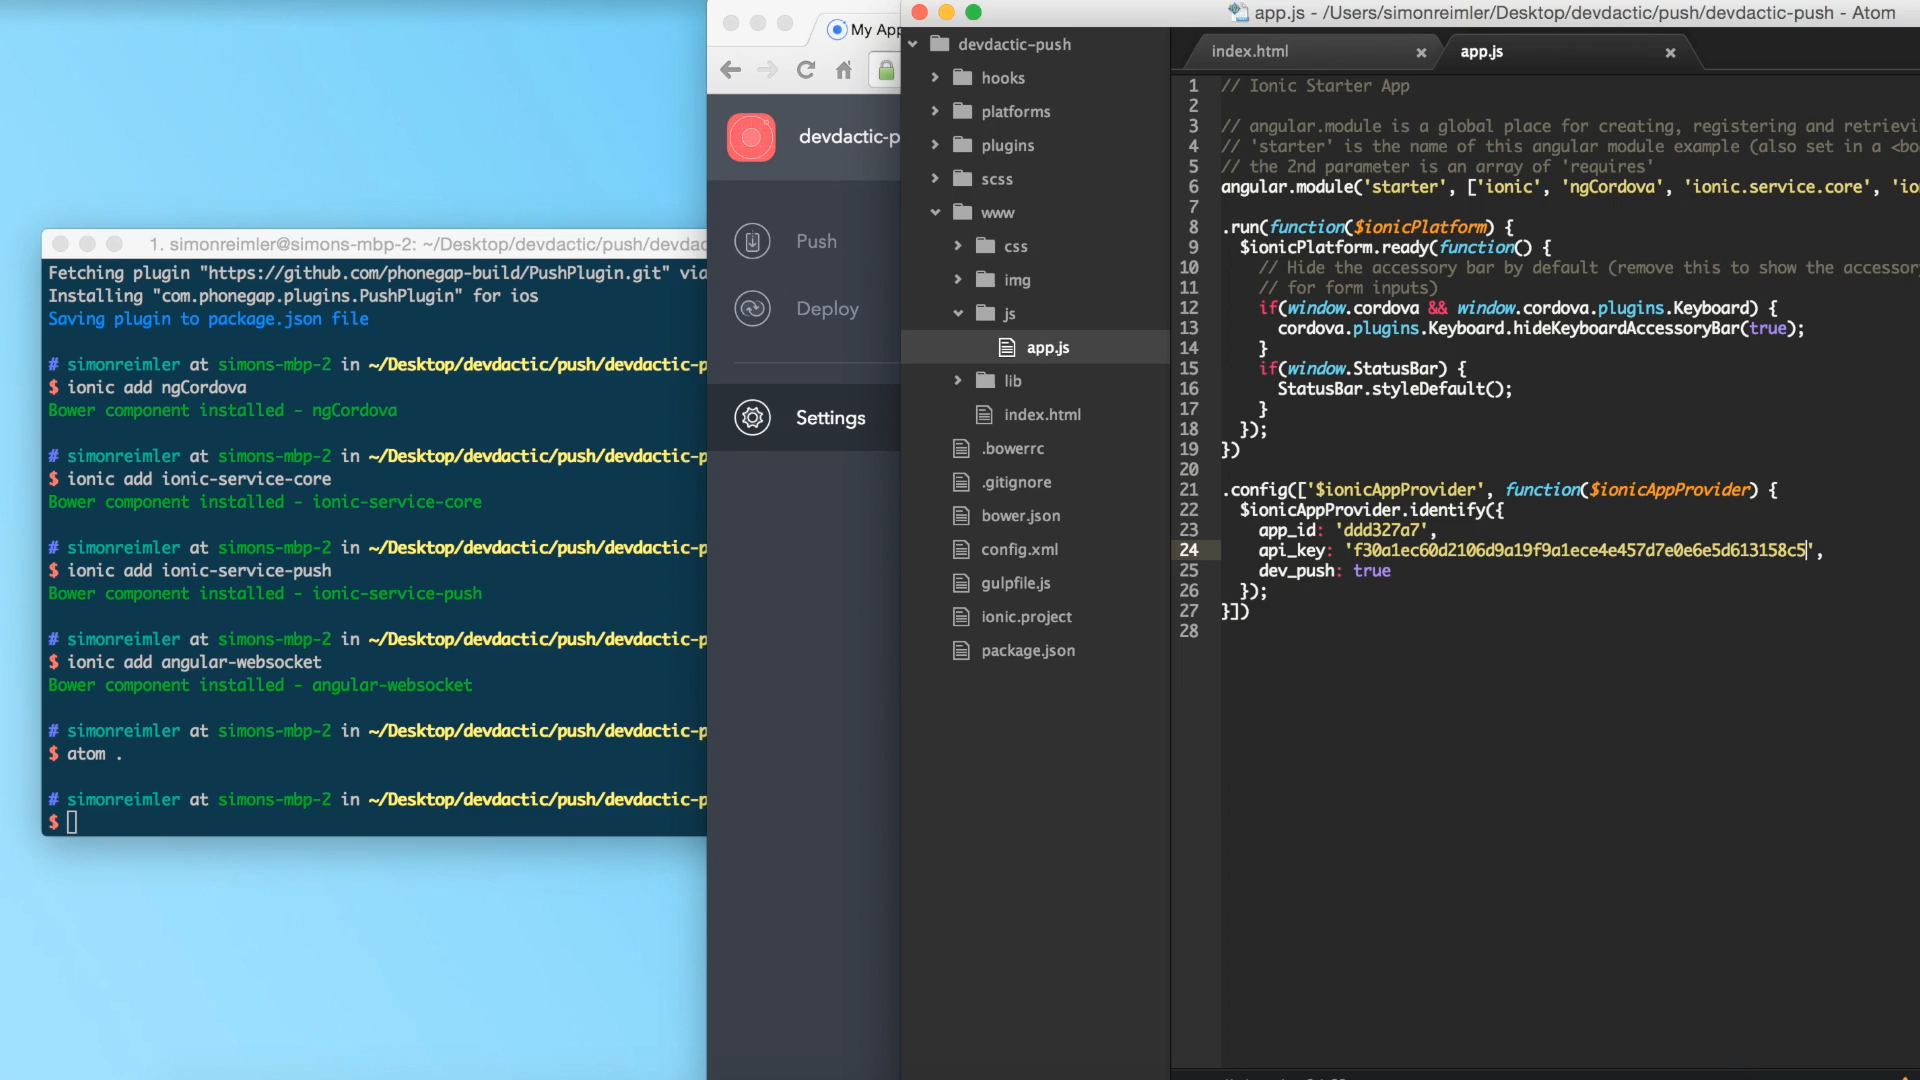 1. simonreimler@simons-mbp-2: ~/Desktop/devdactic/push/devdac
Fetching plugin "https://github.com/phonegap-build/PushPlugin.git" via
Installing "com.phonegap.plugins.PushPlugin" for ios
Saving plugin to package.json file
# simonreimler at simons-mbp-2 in ~/Desktop/devdactic/push/devdactic-p
$ ionic add ngCordova
Bower component installed - ngCordova
# simonreimler at simons-mbp-2 in ~/Desktop/devdactic/push/devdactic-p
$ ionic add ionic-service-core
Bower component installed - ionic-service-core
# simonreimler at simons-mbp-2 in ~/Desktop/devdactic/push/devdactic-p
$ ionic add ionic-service-push
Bower component installed - ionic-service-push
# simonreimler at simons-mbp-2 in ~/Desktop/devdactic/push/devdactic-p
$ ionic add angular-websocket
Bower component installed - angular-websocket
# simonreimler at simons-mbp-2 in ~/Desktop/devdactic/push/devdactic-p
$ atom .
# simonreimler at simons-mbp-2 in ~/Desktop/devdactic/push/devdactic-p
$
My App
devdactic-p
Push
Deploy
Settings
app.js - /Users/simonreimler/Desktop/devdactic/push/devdactic-push - Atom
devdactic-push
hooks
platforms
plugins
scss
www
css
img
js
app.js
lib
index.html
.bowerrc
.gitignore
bower.json
config.xml
gulpfile.js
ionic.project
package.json
index.html
app.js
1 // Ionic Starter App
2
3 // angular.module is a global place for creating, registering and retrievi
4 // 'starter' is the name of this angular module example (also set in a <bo
5 // the 2nd parameter is an array of 'requires'
6 angular.module('starter', ['ionic', 'ngCordova', 'ionic.service.core', 'io
7
8 .run(function($ionicPlatform) {
9 $ionicPlatform.ready(function() {
10 // Hide the accessory bar by default (remove this to show the accessor
11 // for form inputs)
12 if(window.cordova && window.cordova.plugins.Keyboard) {
13 cordova.plugins.Keyboard.hideKeyboardAccessoryBar(true);
14 }
15 if(window.StatusBar) {
16 StatusBar.styleDefault();
17 }
18 });
19 })
20
21 .config(['$ionicAppProvider', function($ionicAppProvider) {
22 $ionicAppProvider.identify({
23 app_id: 'ddd327a7',
24 api_key: 'f30a1ec60d2106d9a19f9a1ece4e457d7e0e6e5d613158c5',
25 dev_push: true
26 });
27 }])
28